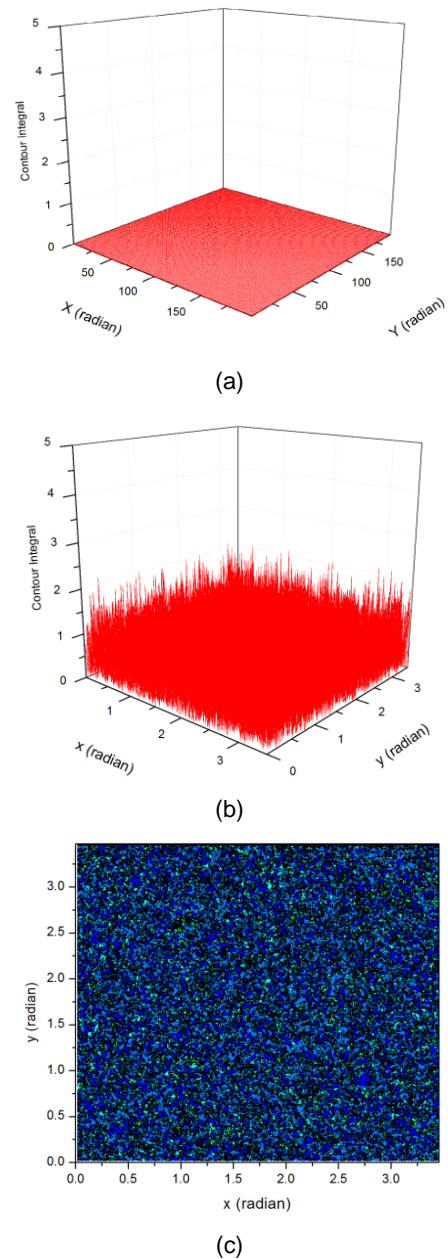 5
4
3
2
1
0
Contour integral
50
100
150
X (radian)
50
100
150
Y (radian)
(a)
5
4
3
2
1
0
Contour Integral
1
2
3
x (radian)
0
1
2
3
y (radian)
(b)
3.0
2.5
2.0
1.5
1.0
0.5
0.0
y (radian)
0.0 0.5 1.0 1.5 2.0 2.5 3.0
x (radian)
(c)